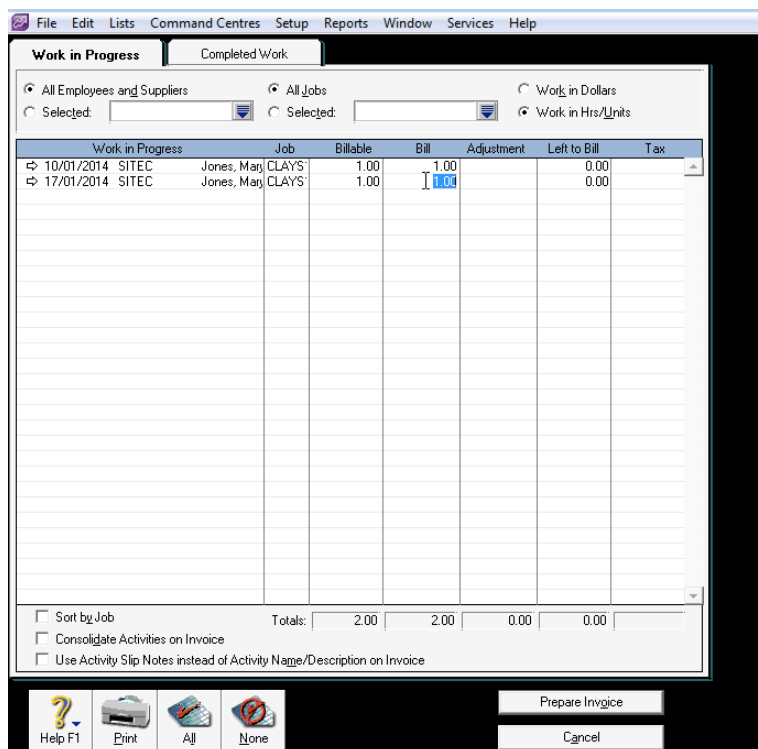 File Edit Lists Command Centres Setup Reports Window Services Help
Work in Progress Completed Work
All Employees and Suppliers All Jobs Work in Dollars
Selected: Selected: Work in Hrs/Units
Work in Progress Job Billable Bill Adjustment Left to Bill Tax
10/01/2014 SITEC Jones, Mary CLAYS' 1.00 1.00 0.00
17/01/2014 SITEC Jones, Mary CLAYS' 1.00 1.00 0.00
Sort by Job Totals: 2.00 2.00 0.00 0.00
Consolidate Activities on Invoice
Use Activity Slip Notes instead of Activity Name/Description on Invoice
Prepare Invoice
Help F1 Print All None Cancel